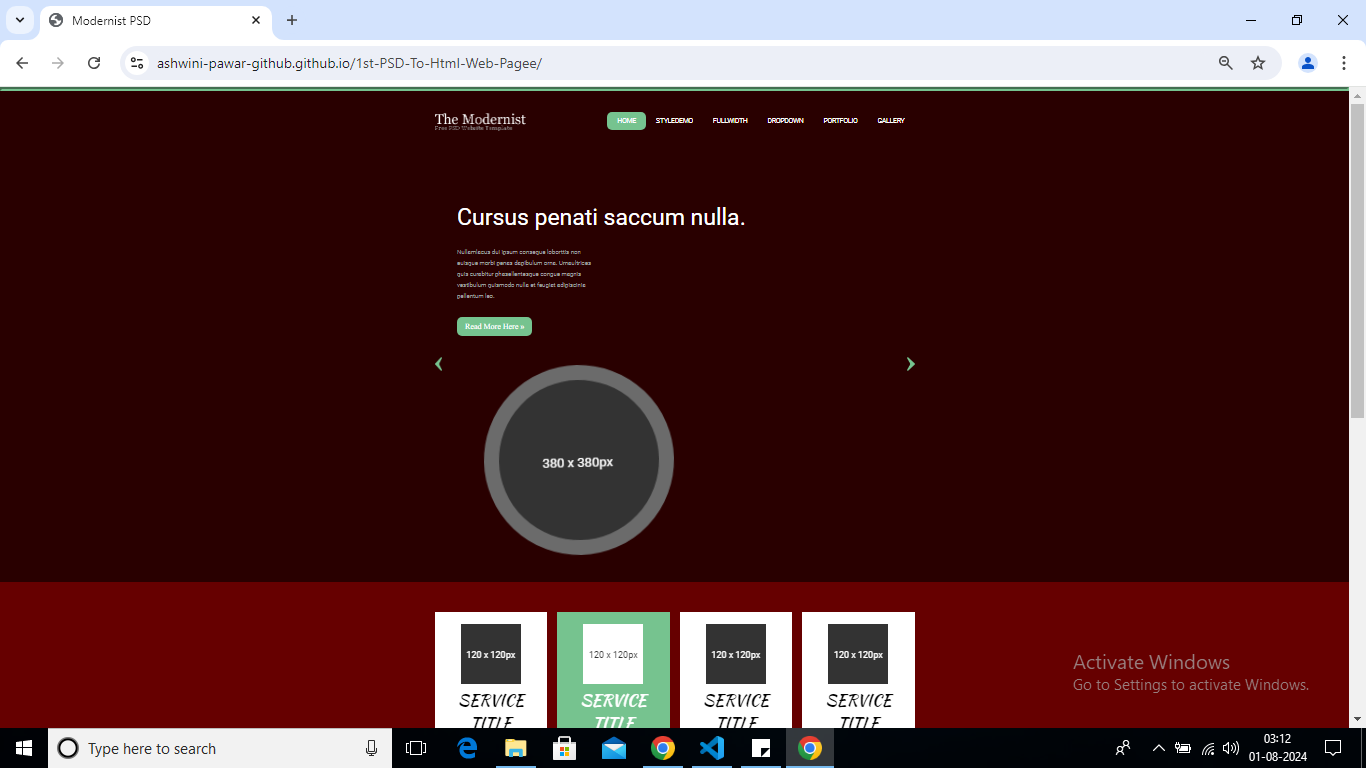 Modernist PSD
ashwini-pawar-github.github.io/1st-PSD-To-Html-Web-Pagee/
The Modernist
Free PSD Website Template
HOME STYLEDEMO FULLWIDTH DROPDOWN PORTFOLIO GALLERY
Cursus penati saccum nulla.
Nullamlacus dui ipsum conseque loborttis non
euisque morbi penas dapibulum orna. Urnaultrices
quis curabitur phasellentesque congue magnis
vestibulum quismodo nulla et feugiat adipiscinia
pellentum leo.
Read More Here »
380 x 380px
120 x 120px 120 x 120px 120 x 120px 120 x 120px
SERVICE SERVICE SERVICE SERVICE
TITLE TITLE TITLE TITLE
Activate Windows
Go to Settings to activate Windows.
Type here to search
03:12
01-08-2024